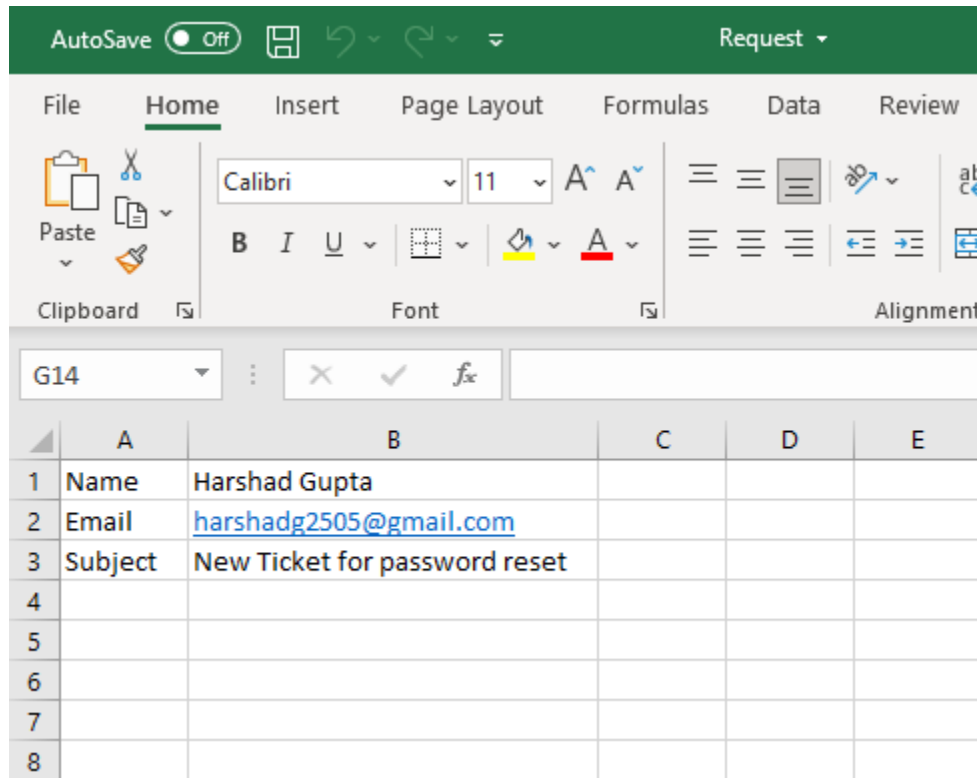 AutoSave Off Request
File Home Insert Page Layout Formulas Data Review
Calibri 11 A A ab
Paste B I U A
Clipboard Font Alignment
G14 fx
A B C D E
1 Name Harshad Gupta
2 Email harshadg2505@gmail.com
3 Subject New Ticket for password reset
4
5
6
7
8